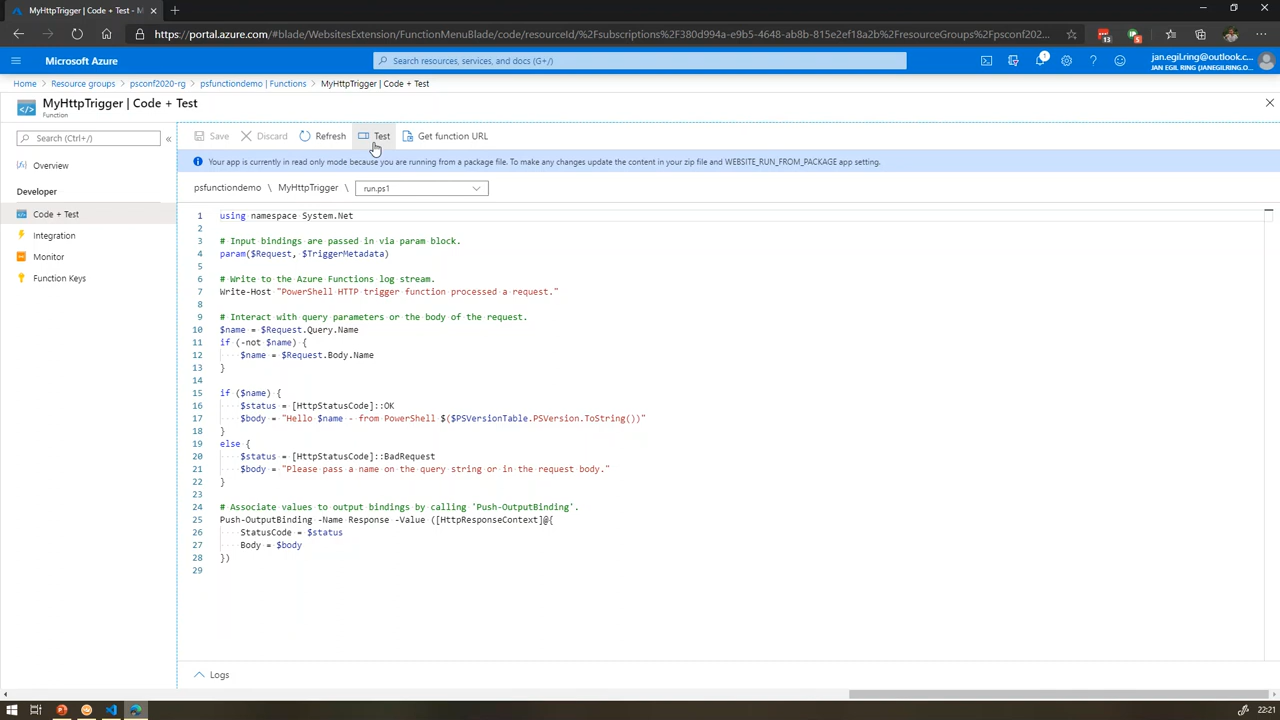 MyHttpTrigger | Code + Test - M
https://portal.azure.com/#blade/WebsitesExtension/FunctionMenuBlade/code/resourceId/%2Fsubscriptions%2F380d994a-e9b5-4648-ab8b-815e2ef18a2b%2FresourceGroups%2Fpsconf2020-rg%2Fprov...
13
5
Microsoft Azure
Search resources, services, and docs (G+/)
1
jan.egil.ring@outlook.c...
JAN EGIL RING (JANEGILRING.O...
Home > Resource groups > psconf2020-rg > psfunctiondemo | Functions > MyHttpTrigger | Code + Test
MyHttpTrigger | Code + Test
Function
Search (Ctrl+/)
Overview
Developer
Code + Test
Integration
Monitor
Function Keys
Save Discard Refresh Test Get function URL
Your app is currently in read only mode because you are running from a package file. To make any changes update the content in your zip file and WEBSITE_RUN_FROM_PACKAGE app setting.
psfunctiondemo \ MyHttpTrigger \ run.ps1
1 using namespace System.Net
2
3 # Input bindings are passed in via param block.
4 param($Request, $TriggerMetadata)
5
6 # Write to the Azure Functions log stream.
7 Write-Host "PowerShell HTTP trigger function processed a request."
8
9 # Interact with query parameters or the body of the request.
10 $name = $Request.Query.Name
11 if (-not $name) {
12 $name = $Request.Body.Name
13 }
14
15 if ($name) {
16 $status = [HttpStatusCode]::OK
17 $body = "Hello $name - from PowerShell $($PSVersionTable.PSVersion.ToString())"
18 }
19 else {
20 $status = [HttpStatusCode]::BadRequest
21 $body = "Please pass a name on the query string or in the request body."
22 }
23
24 # Associate values to output bindings by calling 'Push-OutputBinding'.
25 Push-OutputBinding -Name Response -Value ([HttpResponseContext]@{
26 StatusCode = $status
27 Body = $body
28 })
29
Logs
22:21